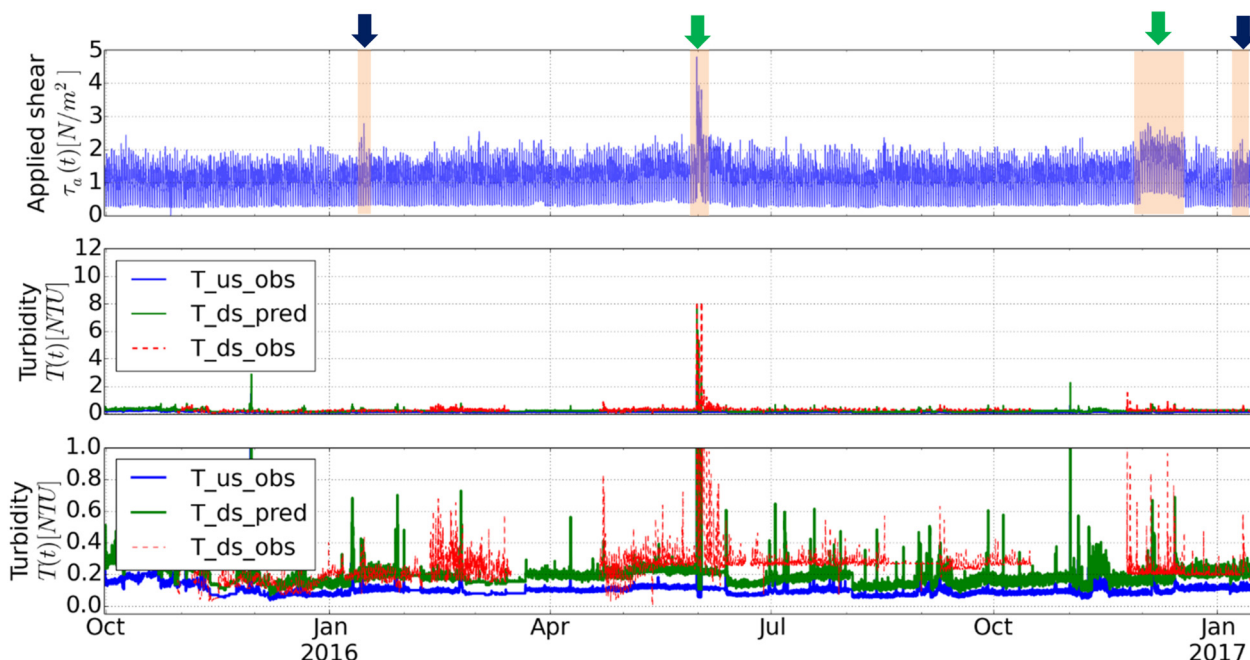 Applied shear
τ_a(t)[N/m²]
5
4
3
2
1
0
Turbidity
T(t)[NTU]
12
10
8
6
4
2
0
T_us_obs
T_ds_pred
T_ds_obs
Turbidity
T(t)[NTU]
1.0
0.8
0.6
0.4
0.2
0.0
T_us_obs
T_ds_pred
T_ds_obs
Oct Jan Apr Jul Oct Jan
2016 2017